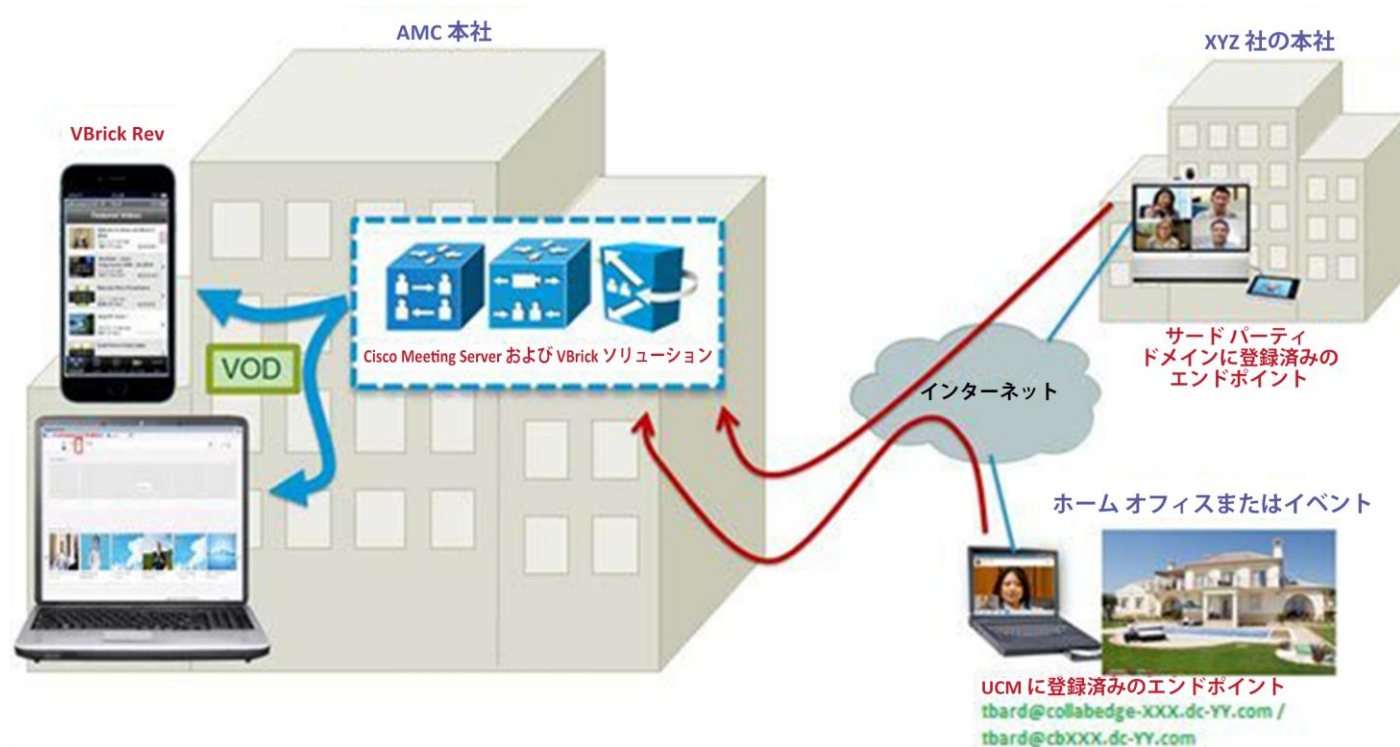 AMC 本社
XYZ 社の本社
VBrick Rev
Cisco Meeting Server および VBrick ソリューション
VOD
サード パーティ
ドメインに登録済みの
エンドポイント
インターネット
ホーム オフィスまたはイベント
UCM に登録済みのエンドポイント
tbard@collabedge-XXX.dc-YY.com /
tbard@cbXXX.dc-YY.com